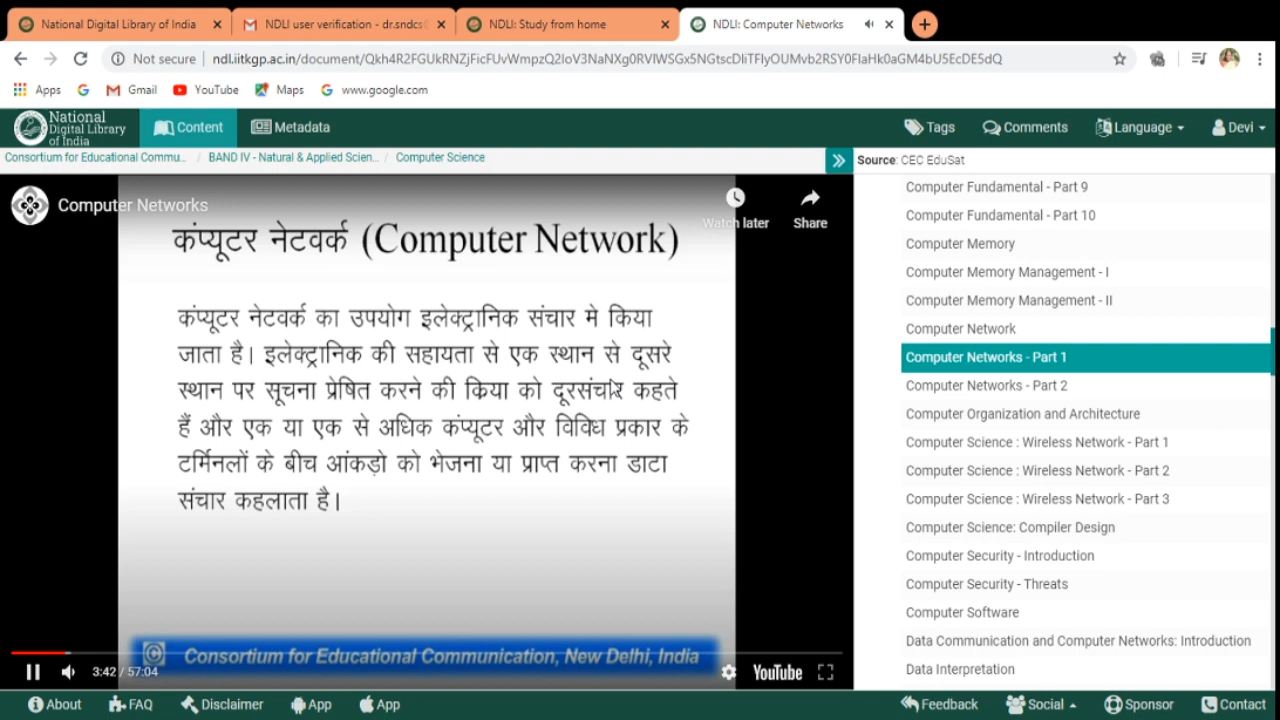 National Digital Library of India
NDLI user verification - dr.sndcs
NDLI: Study from home
NDLI: Computer Networks
Not secure
ndl.iitkgp.ac.in/document/Qkh4R2FGUkRNZjFicFUvWmpzQ2loV3NaNXg0RVlWSGx5NGtscDliTFlyOUMvb2RSY0FIaHk0aGM4bU5EcDE5dQ
Apps
Gmail
YouTube
Maps
www.google.com
National
Digital Library
of India
Content
Metadata
Tags
Comments
Language
Devi
Consortium for Educational Commu... / BAND IV - Natural & Applied Scien... / Computer Science
Source: CEC EduSat
Computer Networks
Watch later
Share
कंप्यूटर नेटवर्क (Computer Network)
कंप्यूटर नेटवर्क का उपयोग इलेक्ट्रानिक संचार मे किया
जाता है। इलेक्ट्रानिक की सहायता से एक स्थान से दूसरे
स्थान पर सूचना प्रेषित करने की क्रिया को दूरसंचार कहते
हैं और एक या एक से अधिक कंप्यूटर और विविध प्रकार के
टर्मिनलों के बीच आंकड़ो को भेजना या प्राप्त करना डाटा
संचार कहलाता है।
© Consortium for Educational Communication, New Delhi, India
3:42 / 57:04
YouTube
Computer Fundamental - Part 9
Computer Fundamental - Part 10
Computer Memory
Computer Memory Management - I
Computer Memory Management - II
Computer Network
Computer Networks - Part 1
Computer Networks - Part 2
Computer Organization and Architecture
Computer Science : Wireless Network - Part 1
Computer Science : Wireless Network - Part 2
Computer Science : Wireless Network - Part 3
Computer Science: Compiler Design
Computer Security - Introduction
Computer Security - Threats
Computer Software
Data Communication and Computer Networks: Introduction
Data Interpretation
About
FAQ
Disclaimer
App
App
Feedback
Social
Sponsor
Contact